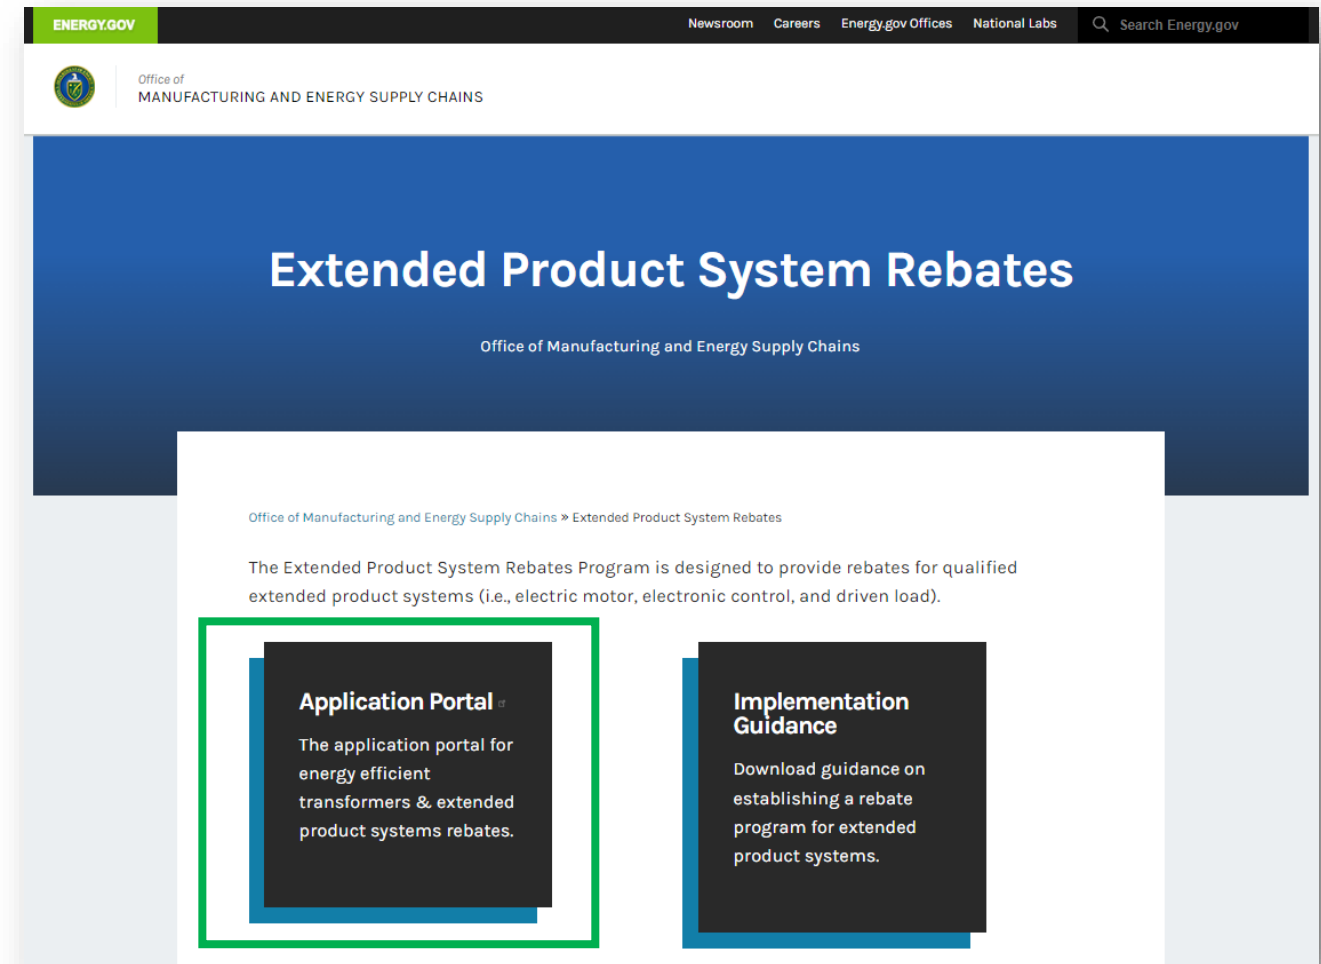 ENERGY.GOV
Newsroom Careers Energy.gov Offices National Labs Search Energy.gov
Office of
MANUFACTURING AND ENERGY SUPPLY CHAINS
Extended Product System Rebates
Office of Manufacturing and Energy Supply Chains
Office of Manufacturing and Energy Supply Chains » Extended Product System Rebates
The Extended Product System Rebates Program is designed to provide rebates for qualified
extended product systems (i.e., electric motor, electronic control, and driven load).
Application Portal
The application portal for
energy efficient
transformers & extended
product systems rebates.
Implementation
Guidance
Download guidance on
establishing a rebate
program for extended
product systems.